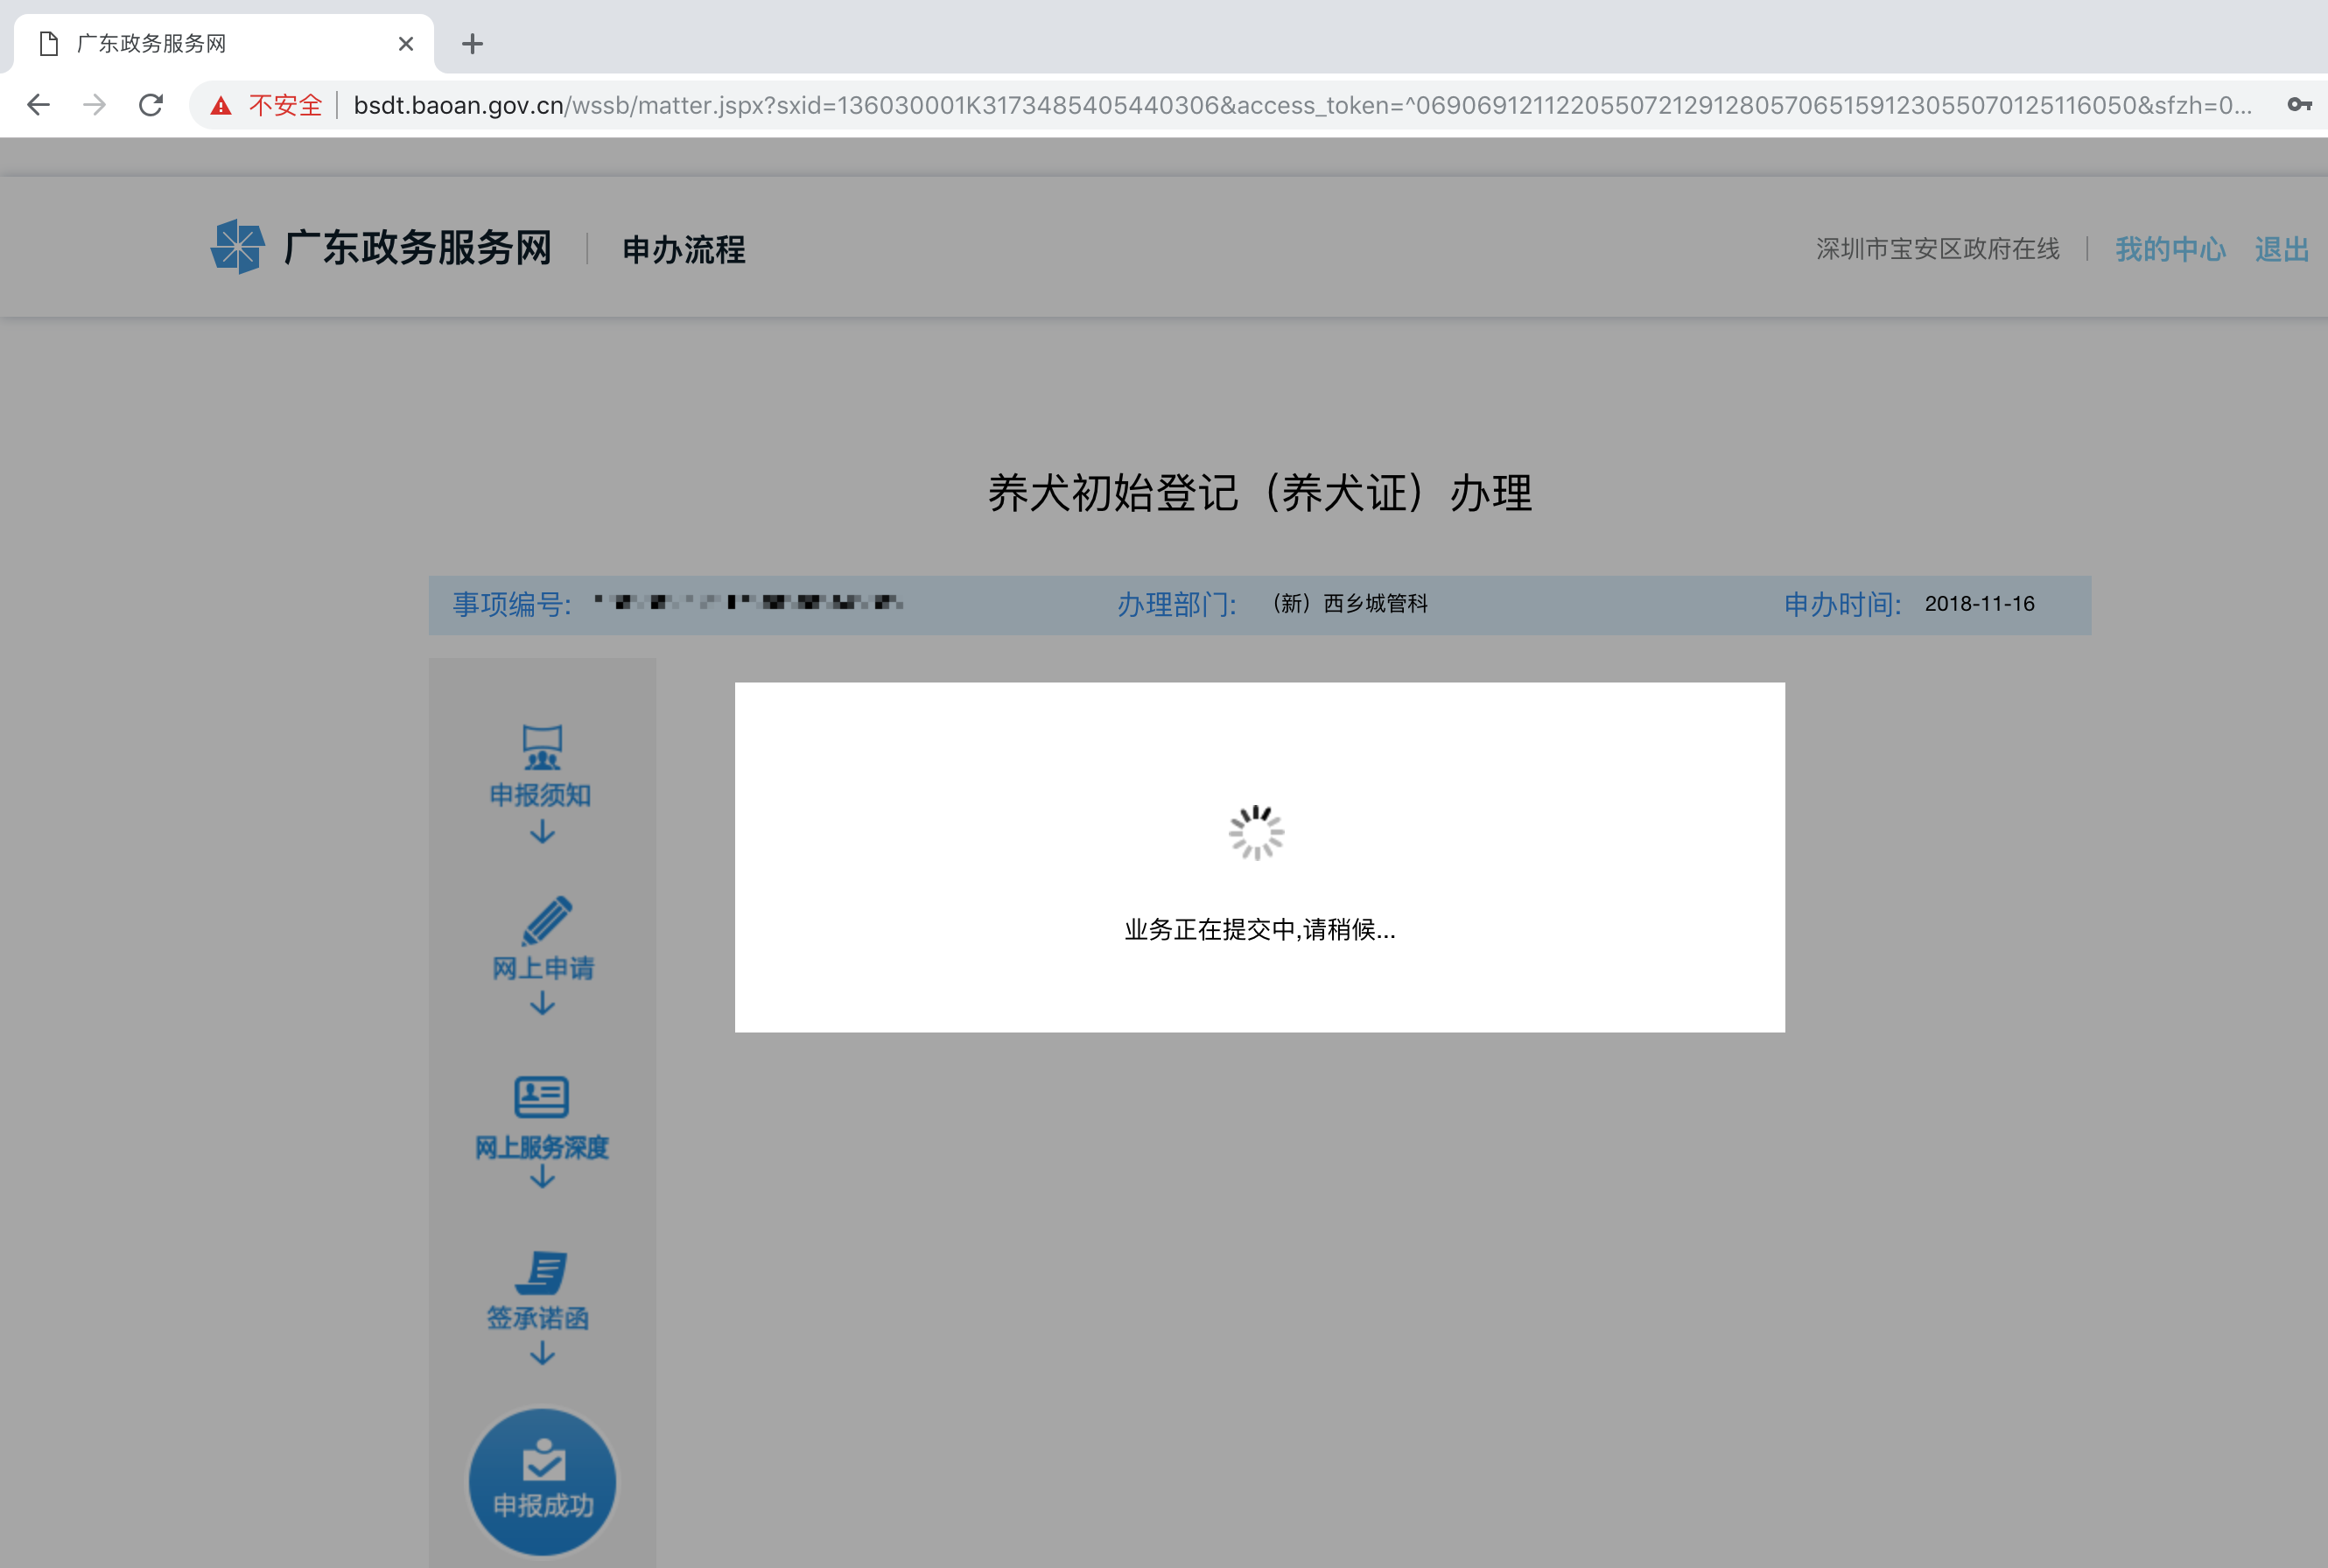 广东政务服务网
不安全 bsdt.baoan.gov.cn/wssb/matter.jspx?sxid=136030001K3173485405440306&access_token=^069069121122055072129128057065159123055070125116050&sfzh=0...
广东政务服务网 申办流程 深圳市宝安区政府在线 我的中心 退出
养犬初始登记（养犬证）办理
事项编号: 办理部门: （新）西乡城管科 申办时间: 2018-11-16
申报须知
网上申请
网上服务深度
签承诺函
申报成功
业务正在提交中,请稍候...